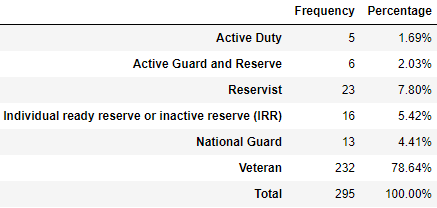 Frequency Percentage
Active Duty 5 1.69%
Active Guard and Reserve 6 2.03%
Reservist 23 7.80%
Individual ready reserve or inactive reserve (IRR) 16 5.42%
National Guard 13 4.41%
Veteran 232 78.64%
Total 295 100.00%